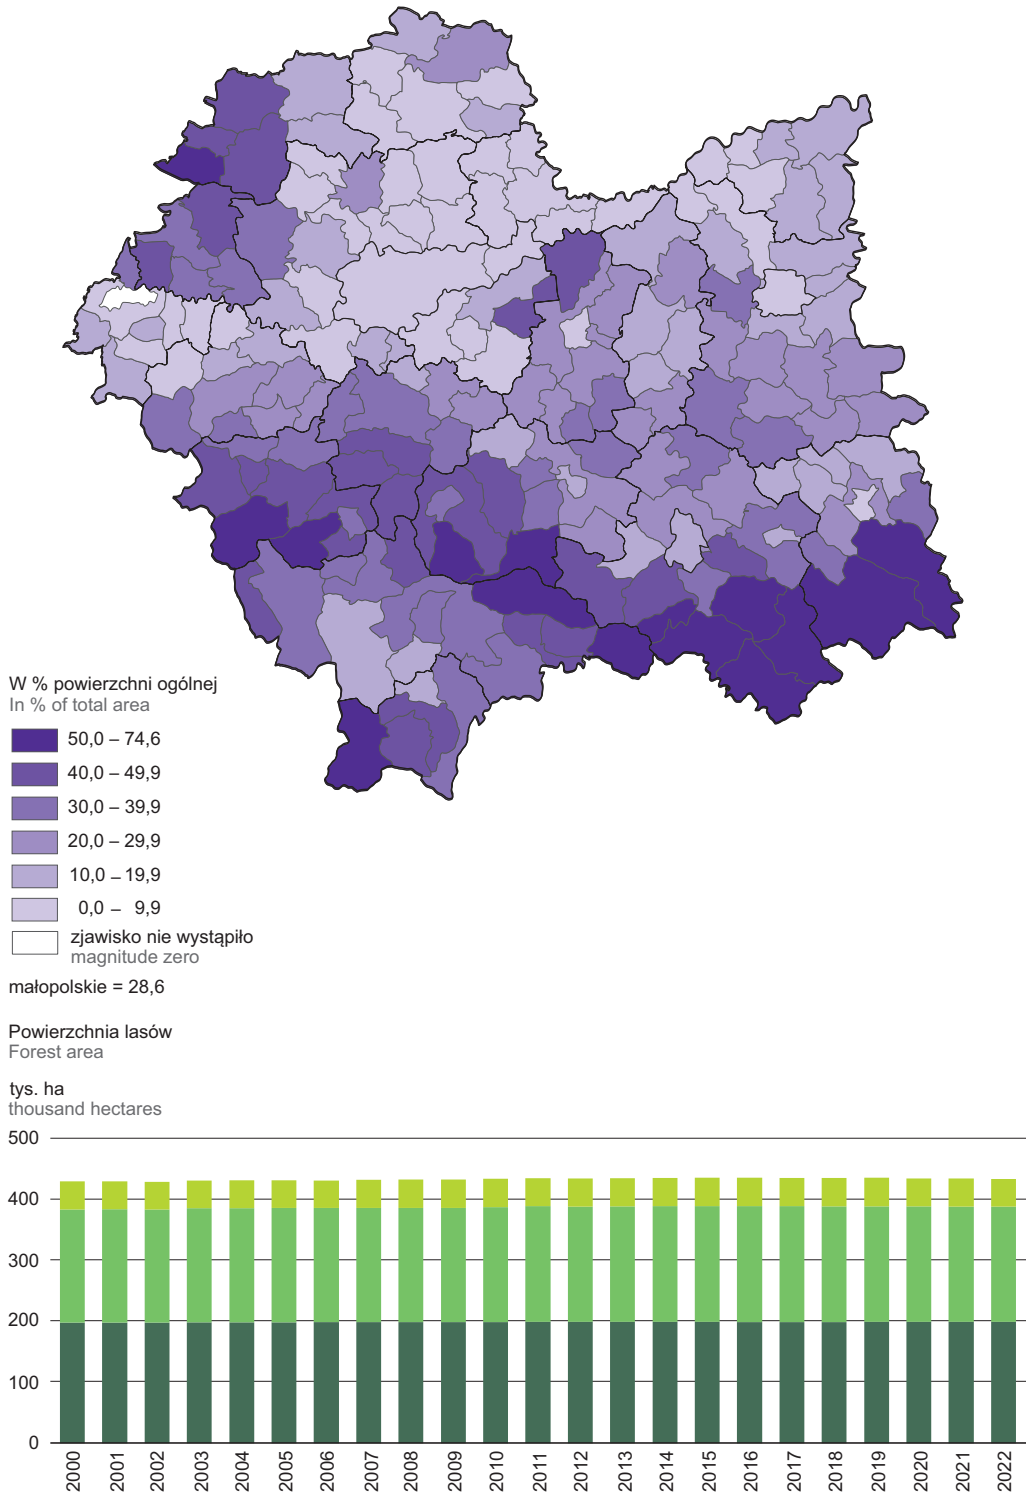 W % powierzchni ogólnej
In % of total area
50,0 – 74,6
40,0 – 49,9
30,0 – 39,9
20,0 – 29,9
10,0 – 19,9
0,0 – 9,9
zjawisko nie wystąpiło
magnitude zero
małopolskie = 28,6
Powierzchnia lasów
Forest area
tys. ha
thousand hectares
500
400
300
200
100
0
2000 2001 2002 2003 2004 2005 2006 2007 2008 2009 2010 2011 2012 2013 2014 2015 2016 2017 2018 2019 2020 2021 2022